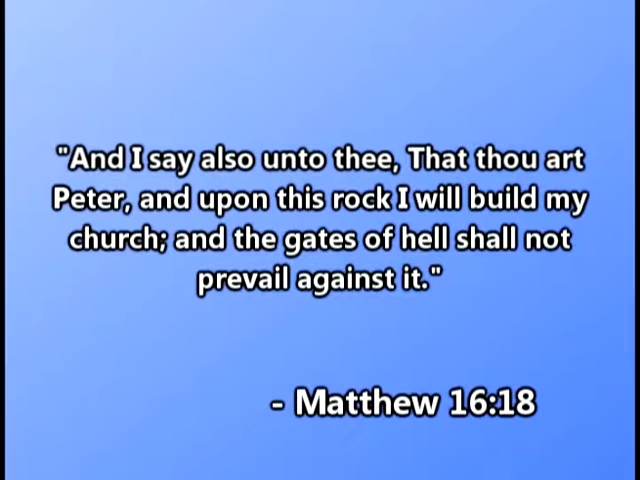 "And I say also unto thee, That thou art
Peter, and upon this rock I will build my
church; and the gates of hell shall not
prevail against it."
- Matthew 16:18